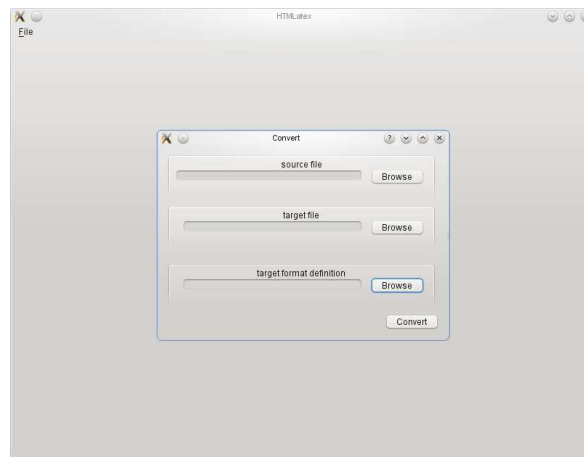 HTMLatex
File
Convert
source file
Browse
target file
Browse
target format definition
Browse
Convert